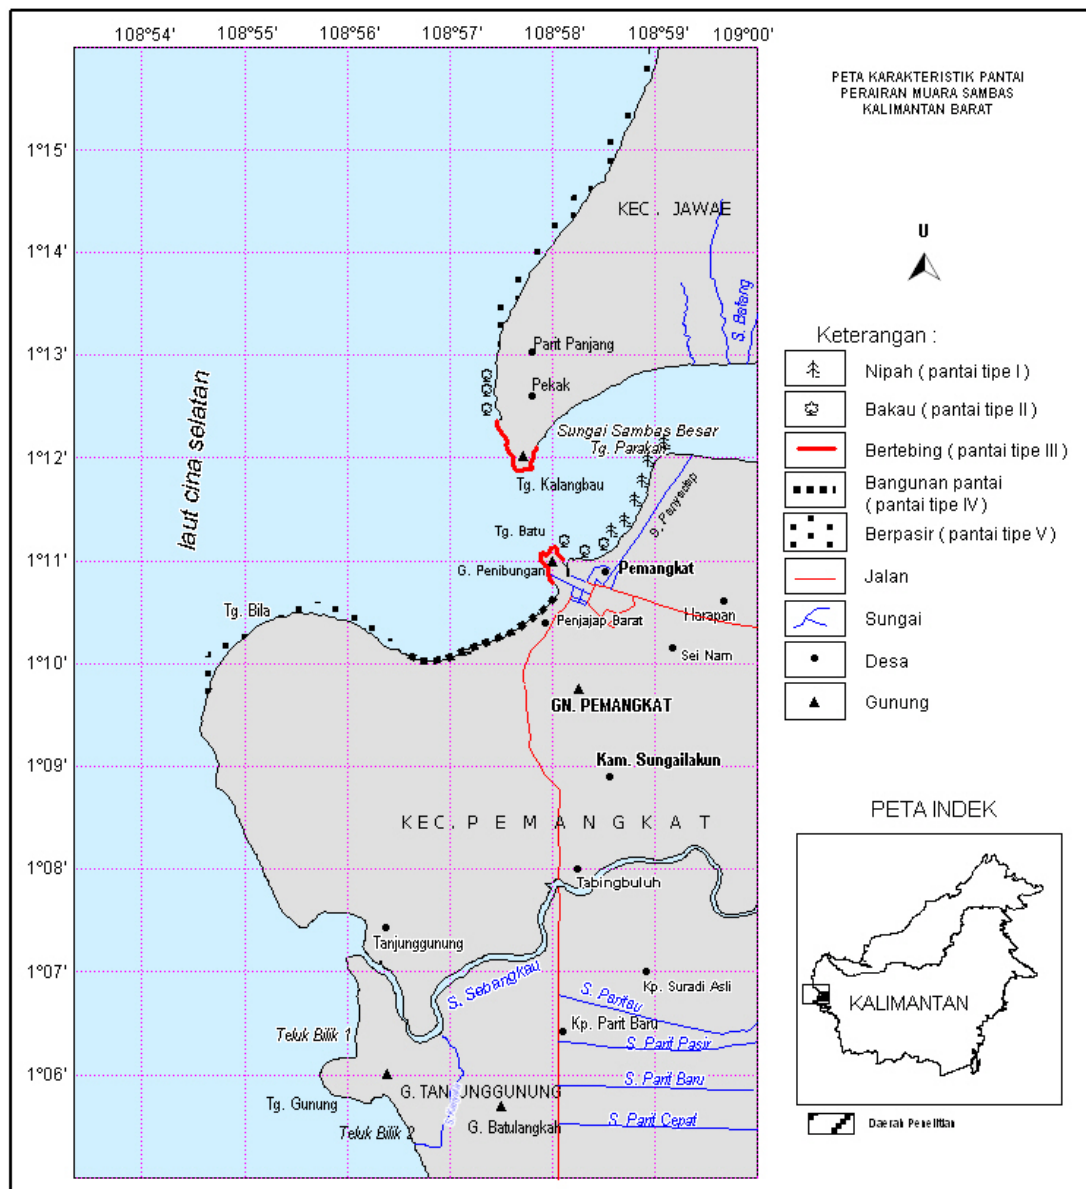 108°54'
108°55'
108°56'
108°57'
108°58'
108°59'
109°00'
PETA KARAKTERISTIK PANTAI
PERAIRAN MUARA SAMBAS
KALIMANTAN BARAT
1°15'
1°14'
1°13'
1°12'
1°11'
1°10'
1°09'
1°08'
1°07'
1°06'
KEC. JAWAE
S. Batang
Parit Panjang
Pekak
laut cina selatan
Sungai Sambas Besar
Tg. Parakan
Tg. Kalangbau
S. Panyedap
Tg. Batu
G. Penibungan
Pemangkat
Tg. Bila
Penjajap Barat
Harapan
Sei Nam
GN. PEMANGKAT
Kam. Sungailakun
KEC. PEMANGKAT
Tabingbuluh
Tanjunggunung
S. Sebangkau
Kp. Suradi Asli
S. Paritau
Kp. Parit Baru
Teluk Bilik 1
S. Parit Pasir
S. Parit Baru
G. TANJUNGGUNUNG
Tg. Gunung
S. Parit Cepat
G. Batulangkah
Teluk Bilik 2
U
Keterangan :
Nipah ( pantai tipe I )
Bakau ( pantai tipe II )
Bertebing ( pantai tipe III )
Bangunan pantai
( pantai tipe IV )
Berpasir ( pantai tipe V )
Jalan
Sungai
Desa
Gunung
PETA INDEK
KALIMANTAN
Daerah Penelitian